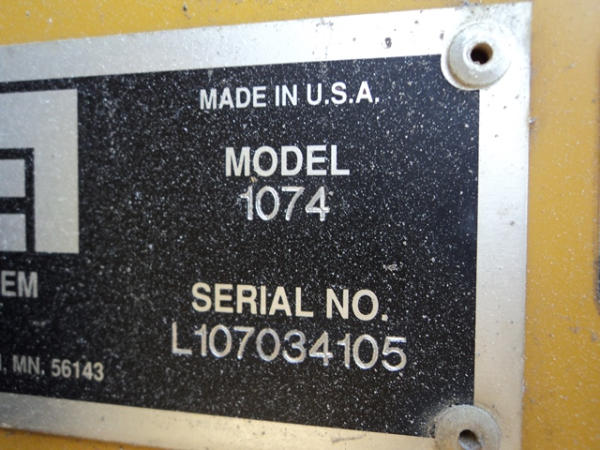 MADE IN U.S.A.
MODEL
1074
EM
SERIAL NO.
L107034105
, MN. 56143